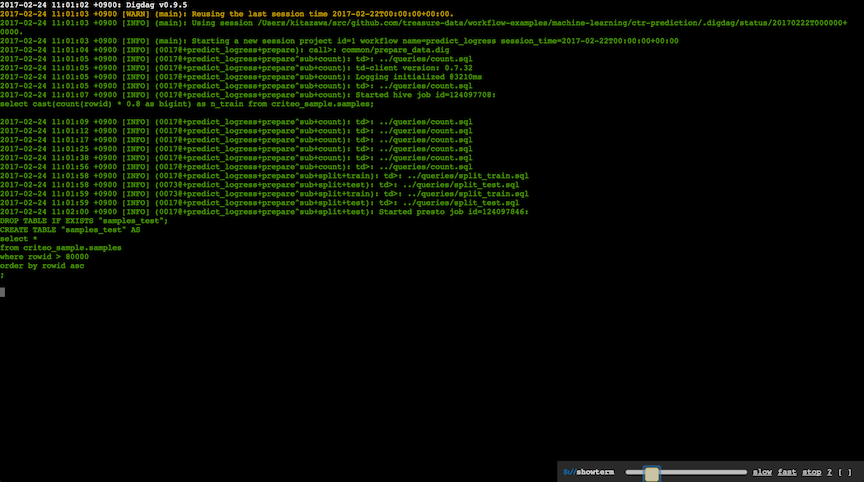 2017-02-24 11:01:02 +0900: Digdag v0.9.5
2017-02-24 11:01:03 +0900 [WARN] (main): Reusing the last session time 2017-02-22T00:00:00+00:00.
2017-02-24 11:01:03 +0900 [INFO] (main): Using session /Users/kitazawa/src/github.com/treasure-data/workflow-examples/machine-learning/ctr-prediction/.digdag/status/20170222T000000+
0000.
2017-02-24 11:01:03 +0900 [INFO] (main): Starting a new session project id=1 workflow name=predict_logress session_time=2017-02-22T00:00:00+00:00
2017-02-24 11:01:04 +0900 [INFO] (0017@+predict_logress+prepare): call>: common/prepare_data.dig
2017-02-24 11:01:05 +0900 [INFO] (0017@+predict_logress+prepare^sub+count): td>: ../queries/count.sql
2017-02-24 11:01:05 +0900 [INFO] (0017@+predict_logress+prepare^sub+count): td-client version: 0.7.32
2017-02-24 11:01:05 +0900 [INFO] (0017@+predict_logress+prepare^sub+count): Logging initialized @3210ms
2017-02-24 11:01:05 +0900 [INFO] (0017@+predict_logress+prepare^sub+count): td>: ../queries/count.sql
2017-02-24 11:01:07 +0900 [INFO] (0017@+predict_logress+prepare^sub+count): Started hive job id=124097708:
select cast(count(rowid) * 0.8 as bigint) as n_train from criteo_sample.samples;
2017-02-24 11:01:09 +0900 [INFO] (0017@+predict_logress+prepare^sub+count): td>: ../queries/count.sql
2017-02-24 11:01:12 +0900 [INFO] (0017@+predict_logress+prepare^sub+count): td>: ../queries/count.sql
2017-02-24 11:01:17 +0900 [INFO] (0017@+predict_logress+prepare^sub+count): td>: ../queries/count.sql
2017-02-24 11:01:25 +0900 [INFO] (0017@+predict_logress+prepare^sub+count): td>: ../queries/count.sql
2017-02-24 11:01:38 +0900 [INFO] (0017@+predict_logress+prepare^sub+count): td>: ../queries/count.sql
2017-02-24 11:01:56 +0900 [INFO] (0017@+predict_logress+prepare^sub+count): td>: ../queries/count.sql
2017-02-24 11:01:58 +0900 [INFO] (0017@+predict_logress+prepare^sub+split+train): td>: ../queries/split_train.sql
2017-02-24 11:01:58 +0900 [INFO] (0073@+predict_logress+prepare^sub+split+test): td>: ../queries/split_test.sql
2017-02-24 11:01:59 +0900 [INFO] (0073@+predict_logress+prepare^sub+split+train): td>: ../queries/split_train.sql
2017-02-24 11:01:59 +0900 [INFO] (0017@+predict_logress+prepare^sub+split+test): td>: ../queries/split_test.sql
2017-02-24 11:02:00 +0900 [INFO] (0017@+predict_logress+prepare^sub+split+test): Started presto job id=124097846:
DROP TABLE IF EXISTS "samples_test";
CREATE TABLE "samples_test" AS
select *
from criteo_sample.samples
where rowid > 80000
order by rowid asc
;
$://showterm slow fast stop ? [ ]